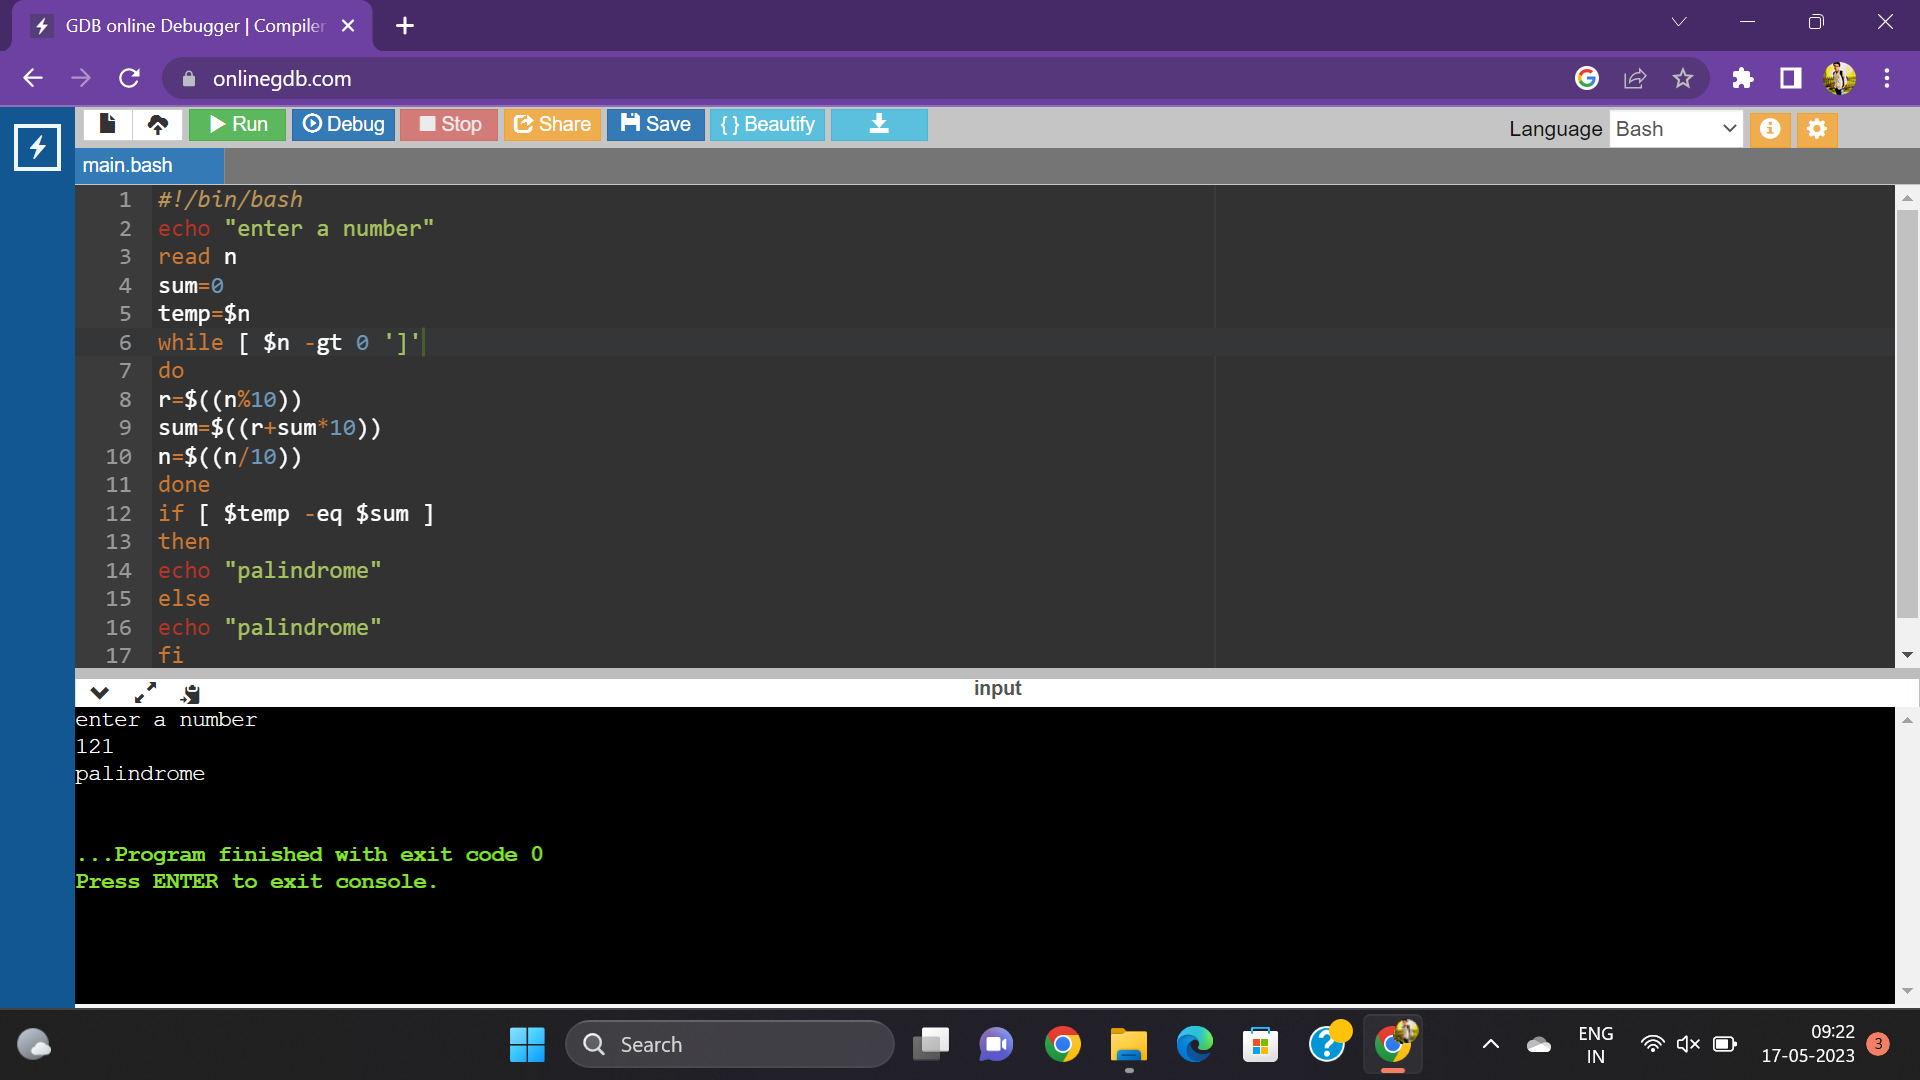 GDB online Debugger | Compiler
onlinegdb.com
Run
Debug
Stop
Share
Save
{ } Beautify
Language
Bash
main.bash
1 #!/bin/bash
2 echo "enter a number"
3 read n
4 sum=0
5 temp=$n
6 while [ $n -gt 0 ']'
7 do
8 r=$((n%10))
9 sum=$((r+sum*10))
10 n=$((n/10))
11 done
12 if [ $temp -eq $sum ]
13 then
14 echo "palindrome"
15 else
16 echo "palindrome"
17 fi
input
enter a number
121
palindrome
...Program finished with exit code 0
Press ENTER to exit console.
Search
ENG
IN
09:22
17-05-2023
3